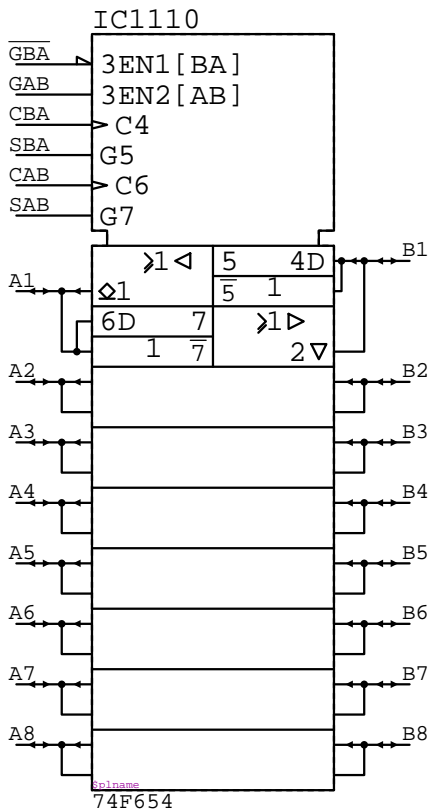 IC1110
GBA
3EN1[BA]
GAB
3EN2[AB]
CBA
C4
SBA
G5
CAB
C6
SAB
G7
≥1 5 4D B1
A1 1 5 1
6D 7 ≥1
1 7 2
A2 B2
A3 B3
A4 B4
A5 B5
A6 B6
A7 B7
A8 B8
$plname
74F654